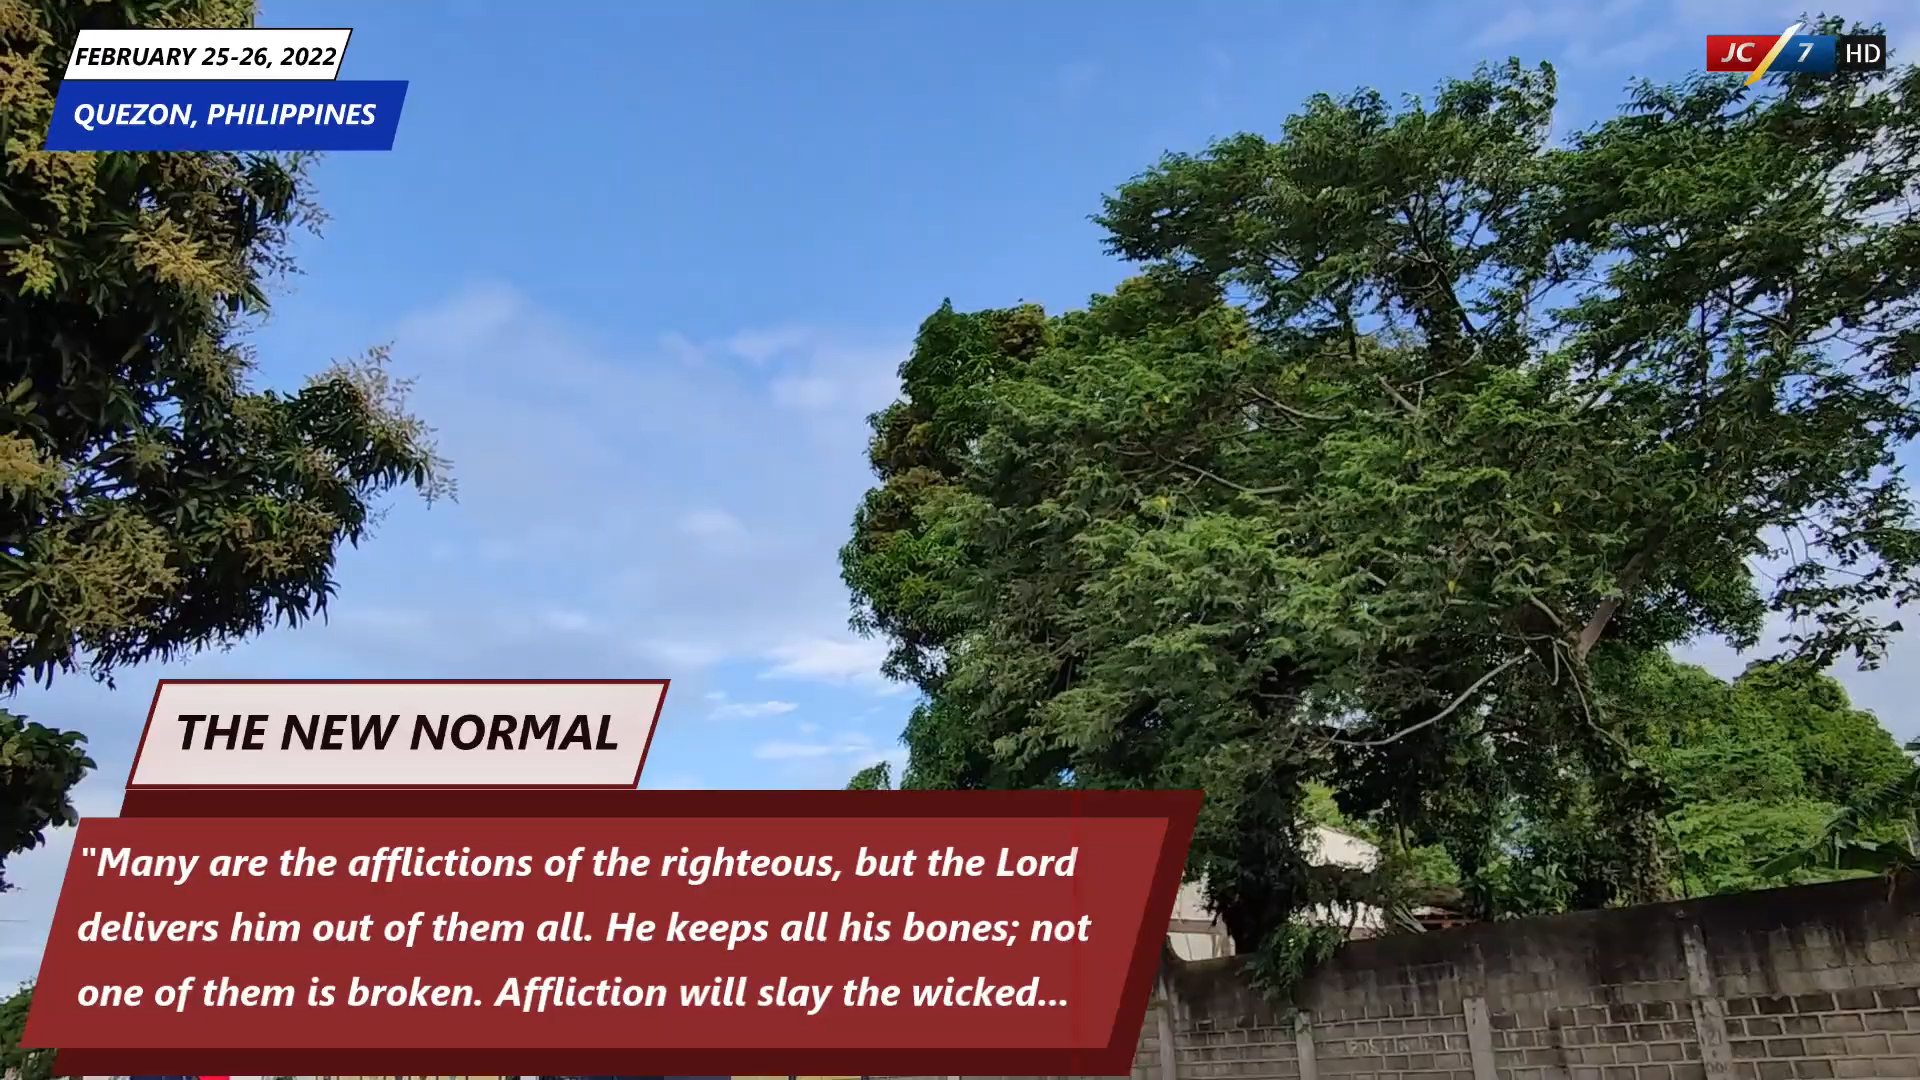 FEBRUARY 25-26, 2022
QUEZON, PHILIPPINES
JC 7 HD
THE NEW NORMAL
"Many are the afflictions of the righteous, but the Lord
delivers him out of them all. He keeps all his bones; not
one of them is broken. Affliction will slay the wicked...